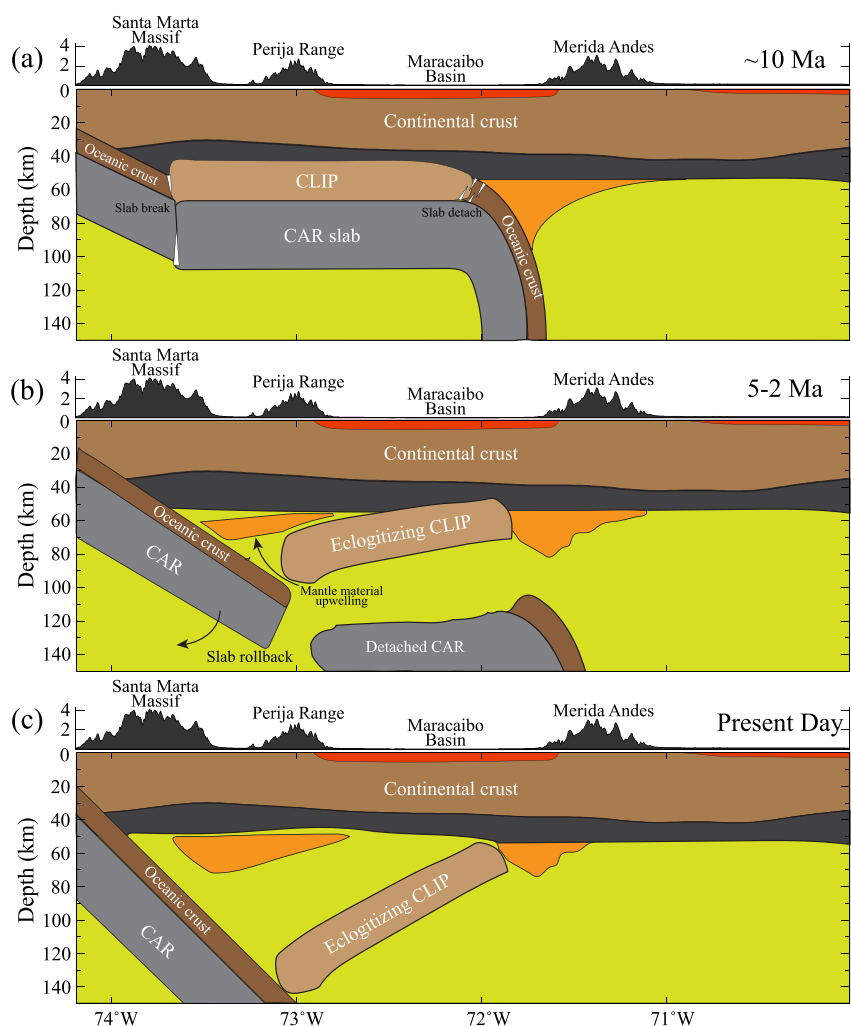 Santa Marta
Massif
Perija Range
Maracaibo
Basin
Merida Andes
(a)
~10 Ma
4
2
0
20
40
60
80
100
120
140
Depth (km)
Continental crust
Oceanic crust
CLIP
Slab break
Slab detach
CAR slab
Oceanic crust
Santa Marta
Massif
Perija Range
Maracaibo
Basin
Merida Andes
(b)
5-2 Ma
4
2
0
20
40
60
80
100
120
140
Depth (km)
Continental crust
Oceanic crust
CAR
Eclogitizing CLIP
Mantle material
upwelling
Slab rollback
Detached CAR
Santa Marta
Massif
Perija Range
Maracaibo
Basin
Merida Andes
(c)
Present Day
4
2
0
20
40
60
80
100
120
140
Depth (km)
Continental crust
Oceanic crust
CAR
Eclogitizing CLIP
74°W
73°W
72°W
71°W